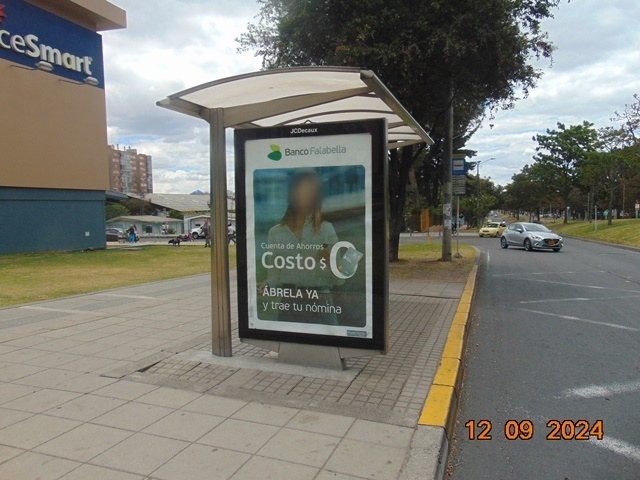 ceSmart
JCDecaux
Banco Falabella
Cuenta de Ahorros
Costo $ 0
ÁBRELA YA
y trae tu nómina
12 09 2024